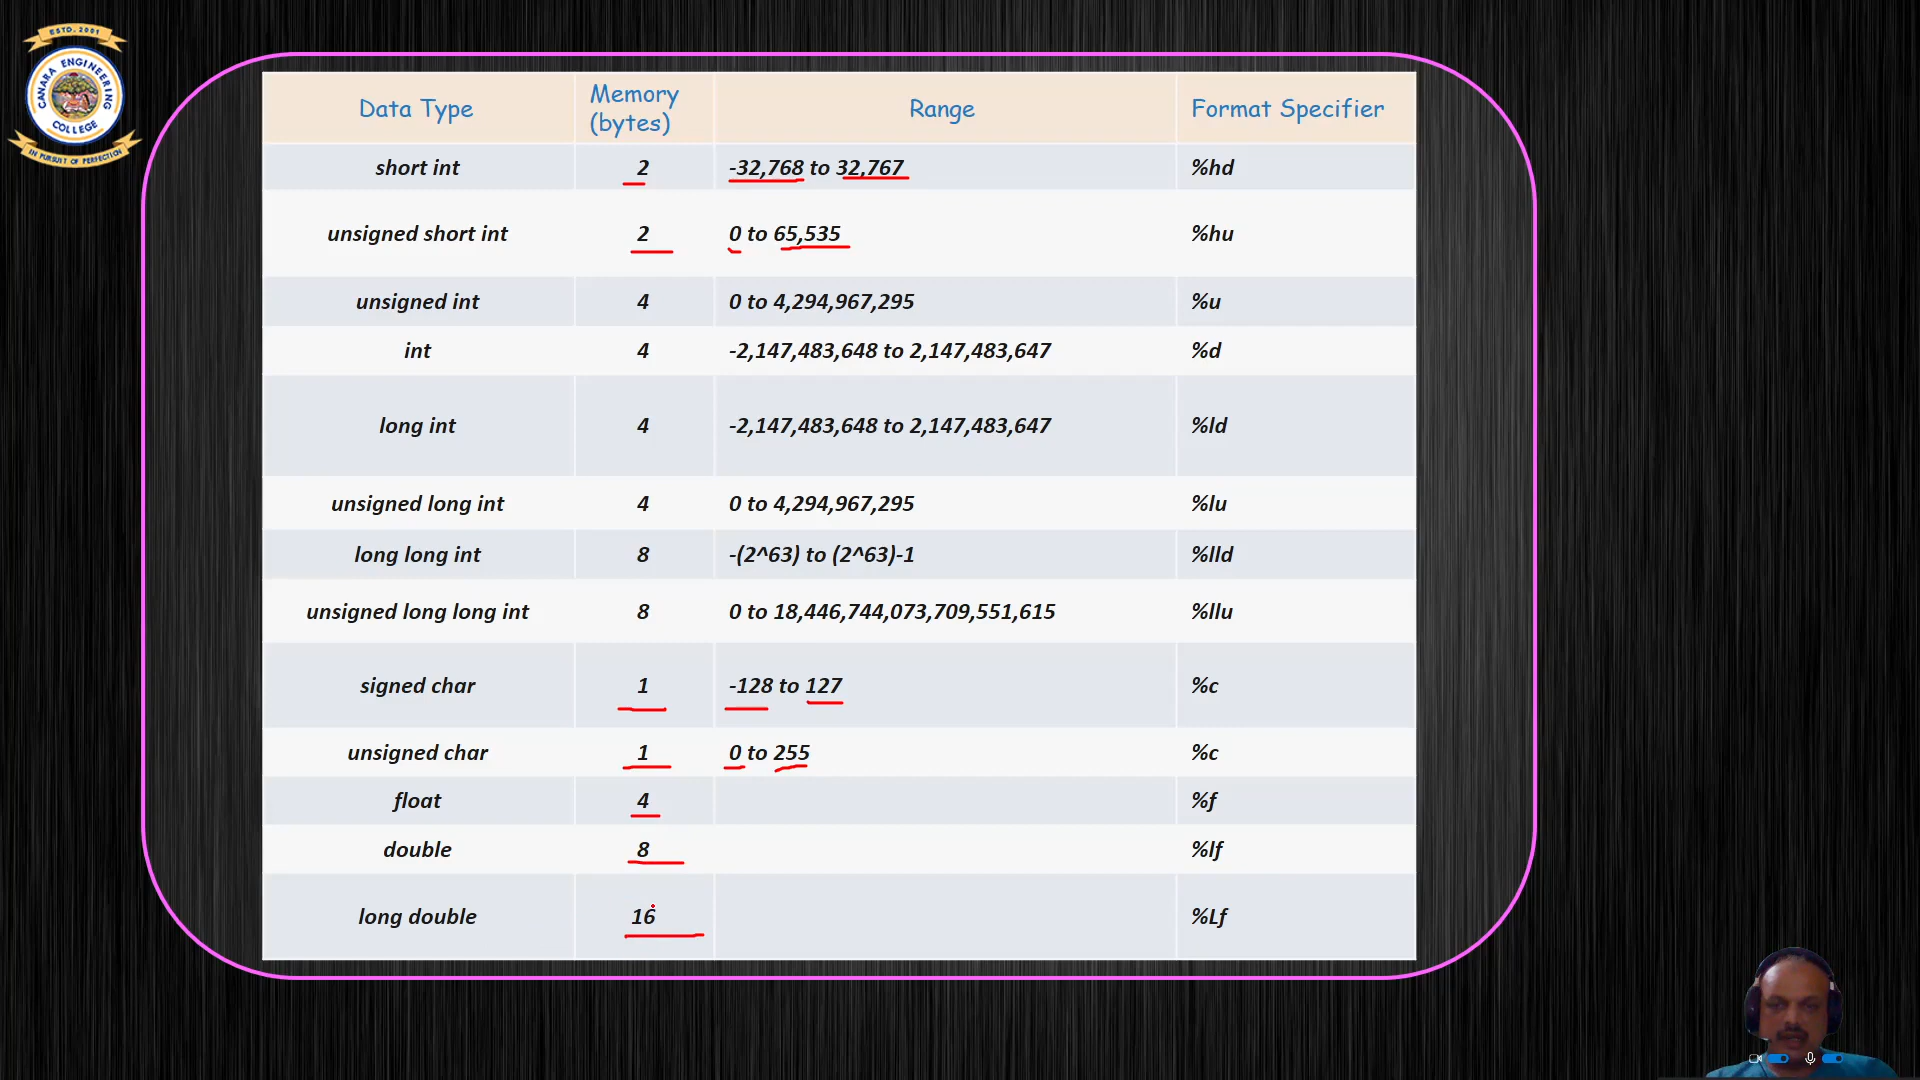 ESTD. 2001
CANARA ENGINEERING
COLLEGE
IN PURSUIT OF PERFECTION
Data Type Memory (bytes) Range Format Specifier
short int 2 -32,768 to 32,767 %hd
unsigned short int 2 0 to 65,535 %hu
unsigned int 4 0 to 4,294,967,295 %u
int 4 -2,147,483,648 to 2,147,483,647 %d
long int 4 -2,147,483,648 to 2,147,483,647 %ld
unsigned long int 4 0 to 4,294,967,295 %lu
long long int 8 -(2^63) to (2^63)-1 %lld
unsigned long long int 8 0 to 18,446,744,073,709,551,615 %llu
signed char 1 -128 to 127 %c
unsigned char 1 0 to 255 %c
float 4 %f
double 8 %lf
long double 16 %Lf